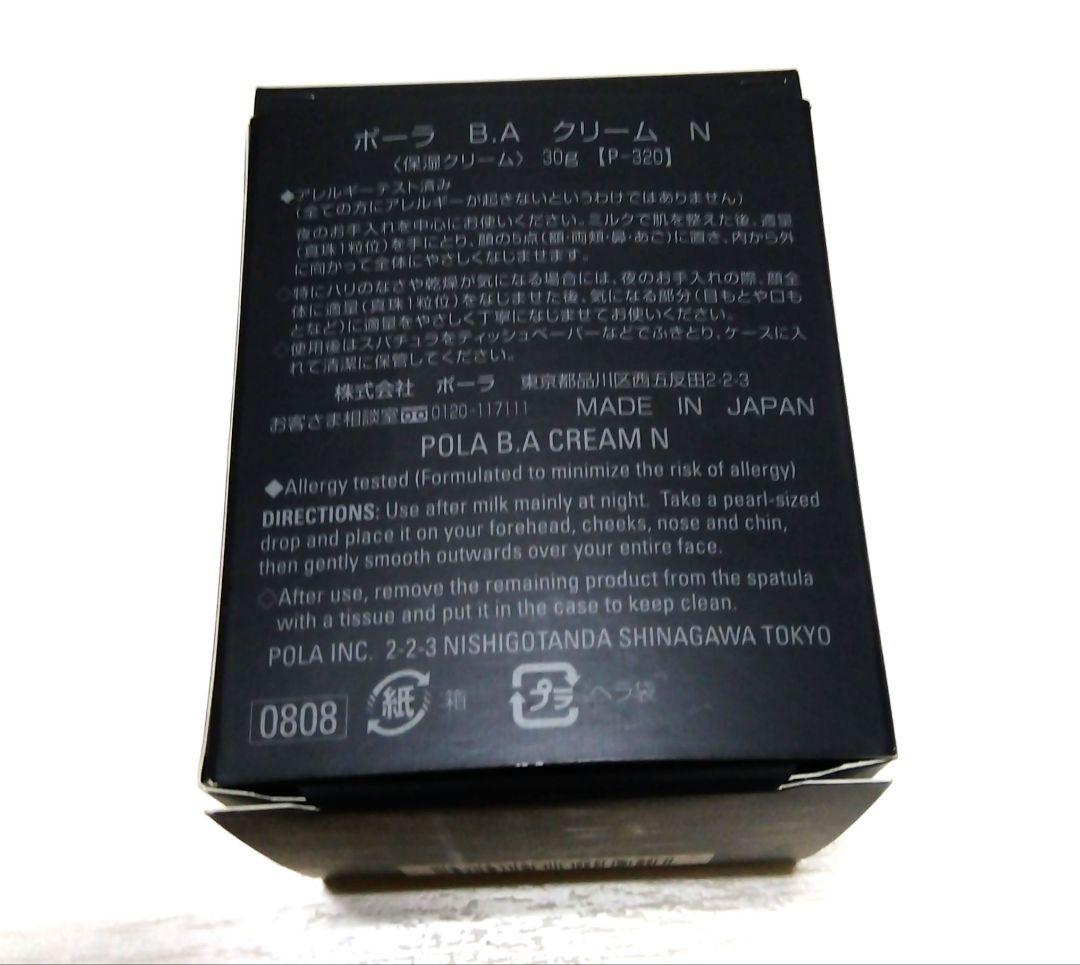 ポーラ B.A クリーム N
〈保湿クリーム〉 30g 【P-320】
◆アレルギーテスト済み
(全ての方にアレルギーが起きないというわけではありません)
夜のお手入れを中心にお使いください。ミルクで肌を整えた後、適量
(真珠1粒位)を手にとり、顔の5点(額・両頬・鼻・あご)に置き、内から外
に向かって全体にやさしくなじませます。
◇特にハリのなさや乾燥が気になる場合には、夜のお手入れの際、顔全
体に適量(真珠1粒位)をなじませた後、気になる部分(目もとや口も
となど)に適量をやさしく丁寧になじませてお使いください。
◇使用後はスパチュラをティッシュペーパーなどでふきとり、ケースに入
れて清潔に保管してください。
株式会社 ポーラ 東京都品川区西五反田2-2-3
お客さま相談室 0120-117111 MADE IN JAPAN
POLA B.A CREAM N
◆Allergy tested (Formulated to minimize the risk of allergy)
DIRECTIONS: Use after milk mainly at night. Take a pearl-sized
drop and place it on your forehead, cheeks, nose and chin,
then gently smooth outwards over your entire face.
◇After use, remove the remaining product from the spatula
with a tissue and put it in the case to keep clean.
POLA INC. 2-2-3 NISHIGOTANDA SHINAGAWA TOKYO
0808 紙 箱 プラ ヘラ袋